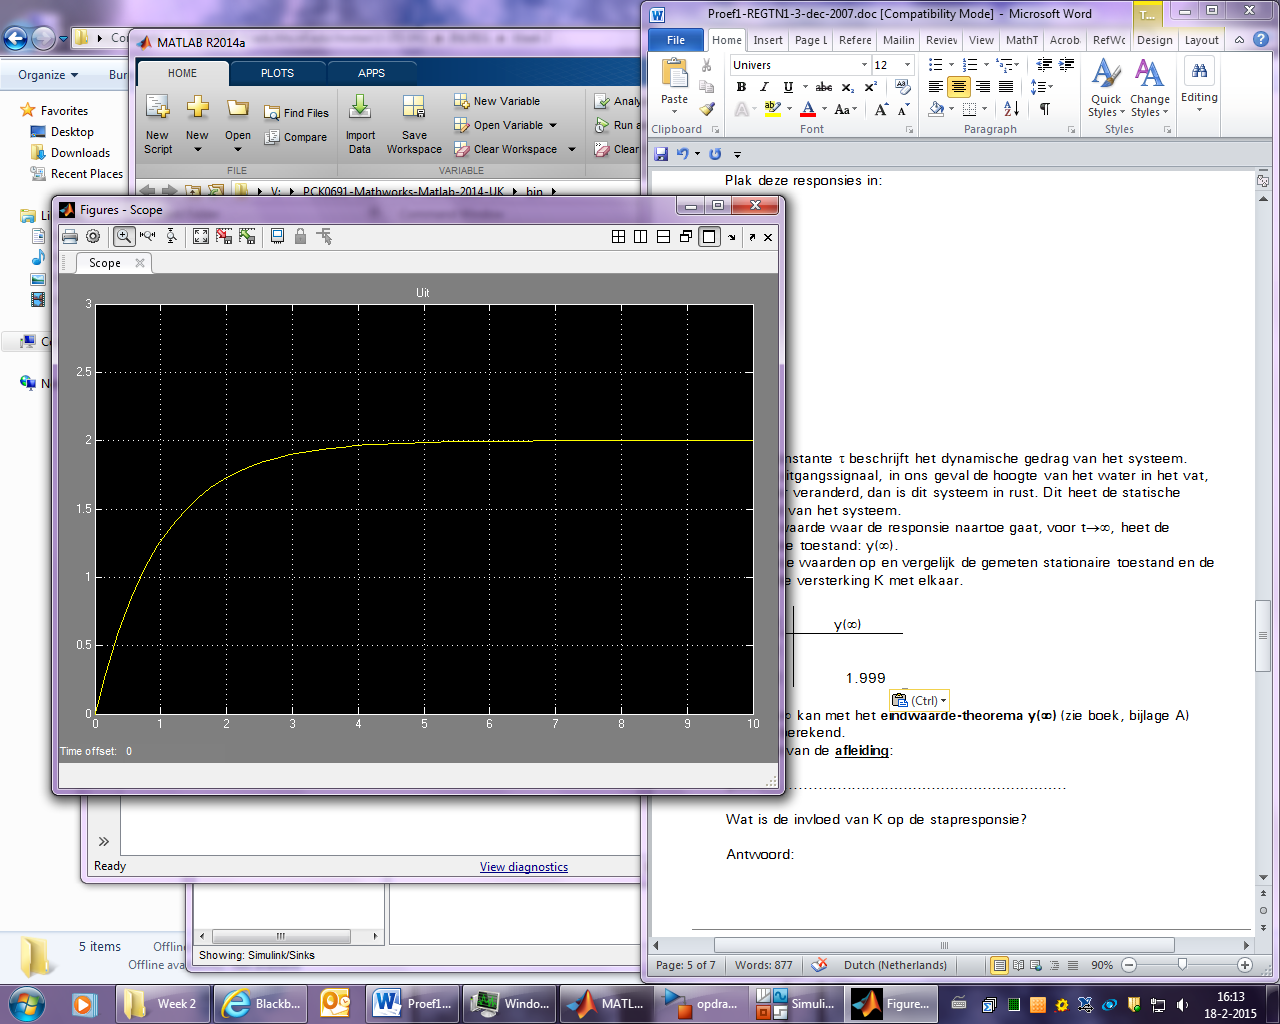 Proef1-REGTN1-3-dec-2007.doc [Compatibility Mode] - Microsoft Word
T...
File Home Insert Page L Refere Mailin Review View MathT Acrob RefWo Design Layout
Univers 12
Paste
Quick Styles
Change Styles
Editing
Clipboard Font Paragraph Styles
Organize
Favorites
Desktop
Downloads
Recent Places
MATLAB R2014a
HOME PLOTS APPS
New Script
New
Open
Find Files
Compare
Import Data
Save Workspace
New Variable
Open Variable
Clear Workspace
Analy
Run a
Clear
FILE VARIABLE
V: PCK0691-Mathworks-Matlab-2014-UK bin
Figures - Scope
Scope
Uit
3
2.5
2
1.5
1
0.5
0
0 1 2 3 4 5 6 7 8 9 10
Time offset: 0
Plak deze responsies in:
nstante τ beschrijft het dynamische gedrag van het systeem.
itgangssignaal, in ons geval de hoogte van het water in het vat,
r veranderd, dan is dit systeem in rust. Dit heet de statische
van het systeem.
waarde waar de responsie naartoe gaat, voor t→∞, heet de
e toestand: y(∞).
e waarden op en vergelijk de gemeten stationaire toestand en de
e versterking K met elkaar.
y(∞)
1.999
(Ctrl)
∞ kan met het eindwaarde-theorema y(∞) (zie boek, bijlage A)
berekend.
van de afleiding:
Wat is de invloed van K op de stapresponsie?
Antwoord:
Ready View diagnostics
Showing: Simulink/Sinks
5 items Offlin
Offline ava
Page: 5 of 7 Words: 877 Dutch (Netherlands) 90%
Week 2 Blackb... Proef1... Windo... MATL... opdra... Simuli... Figure...
16:13
18-2-2015